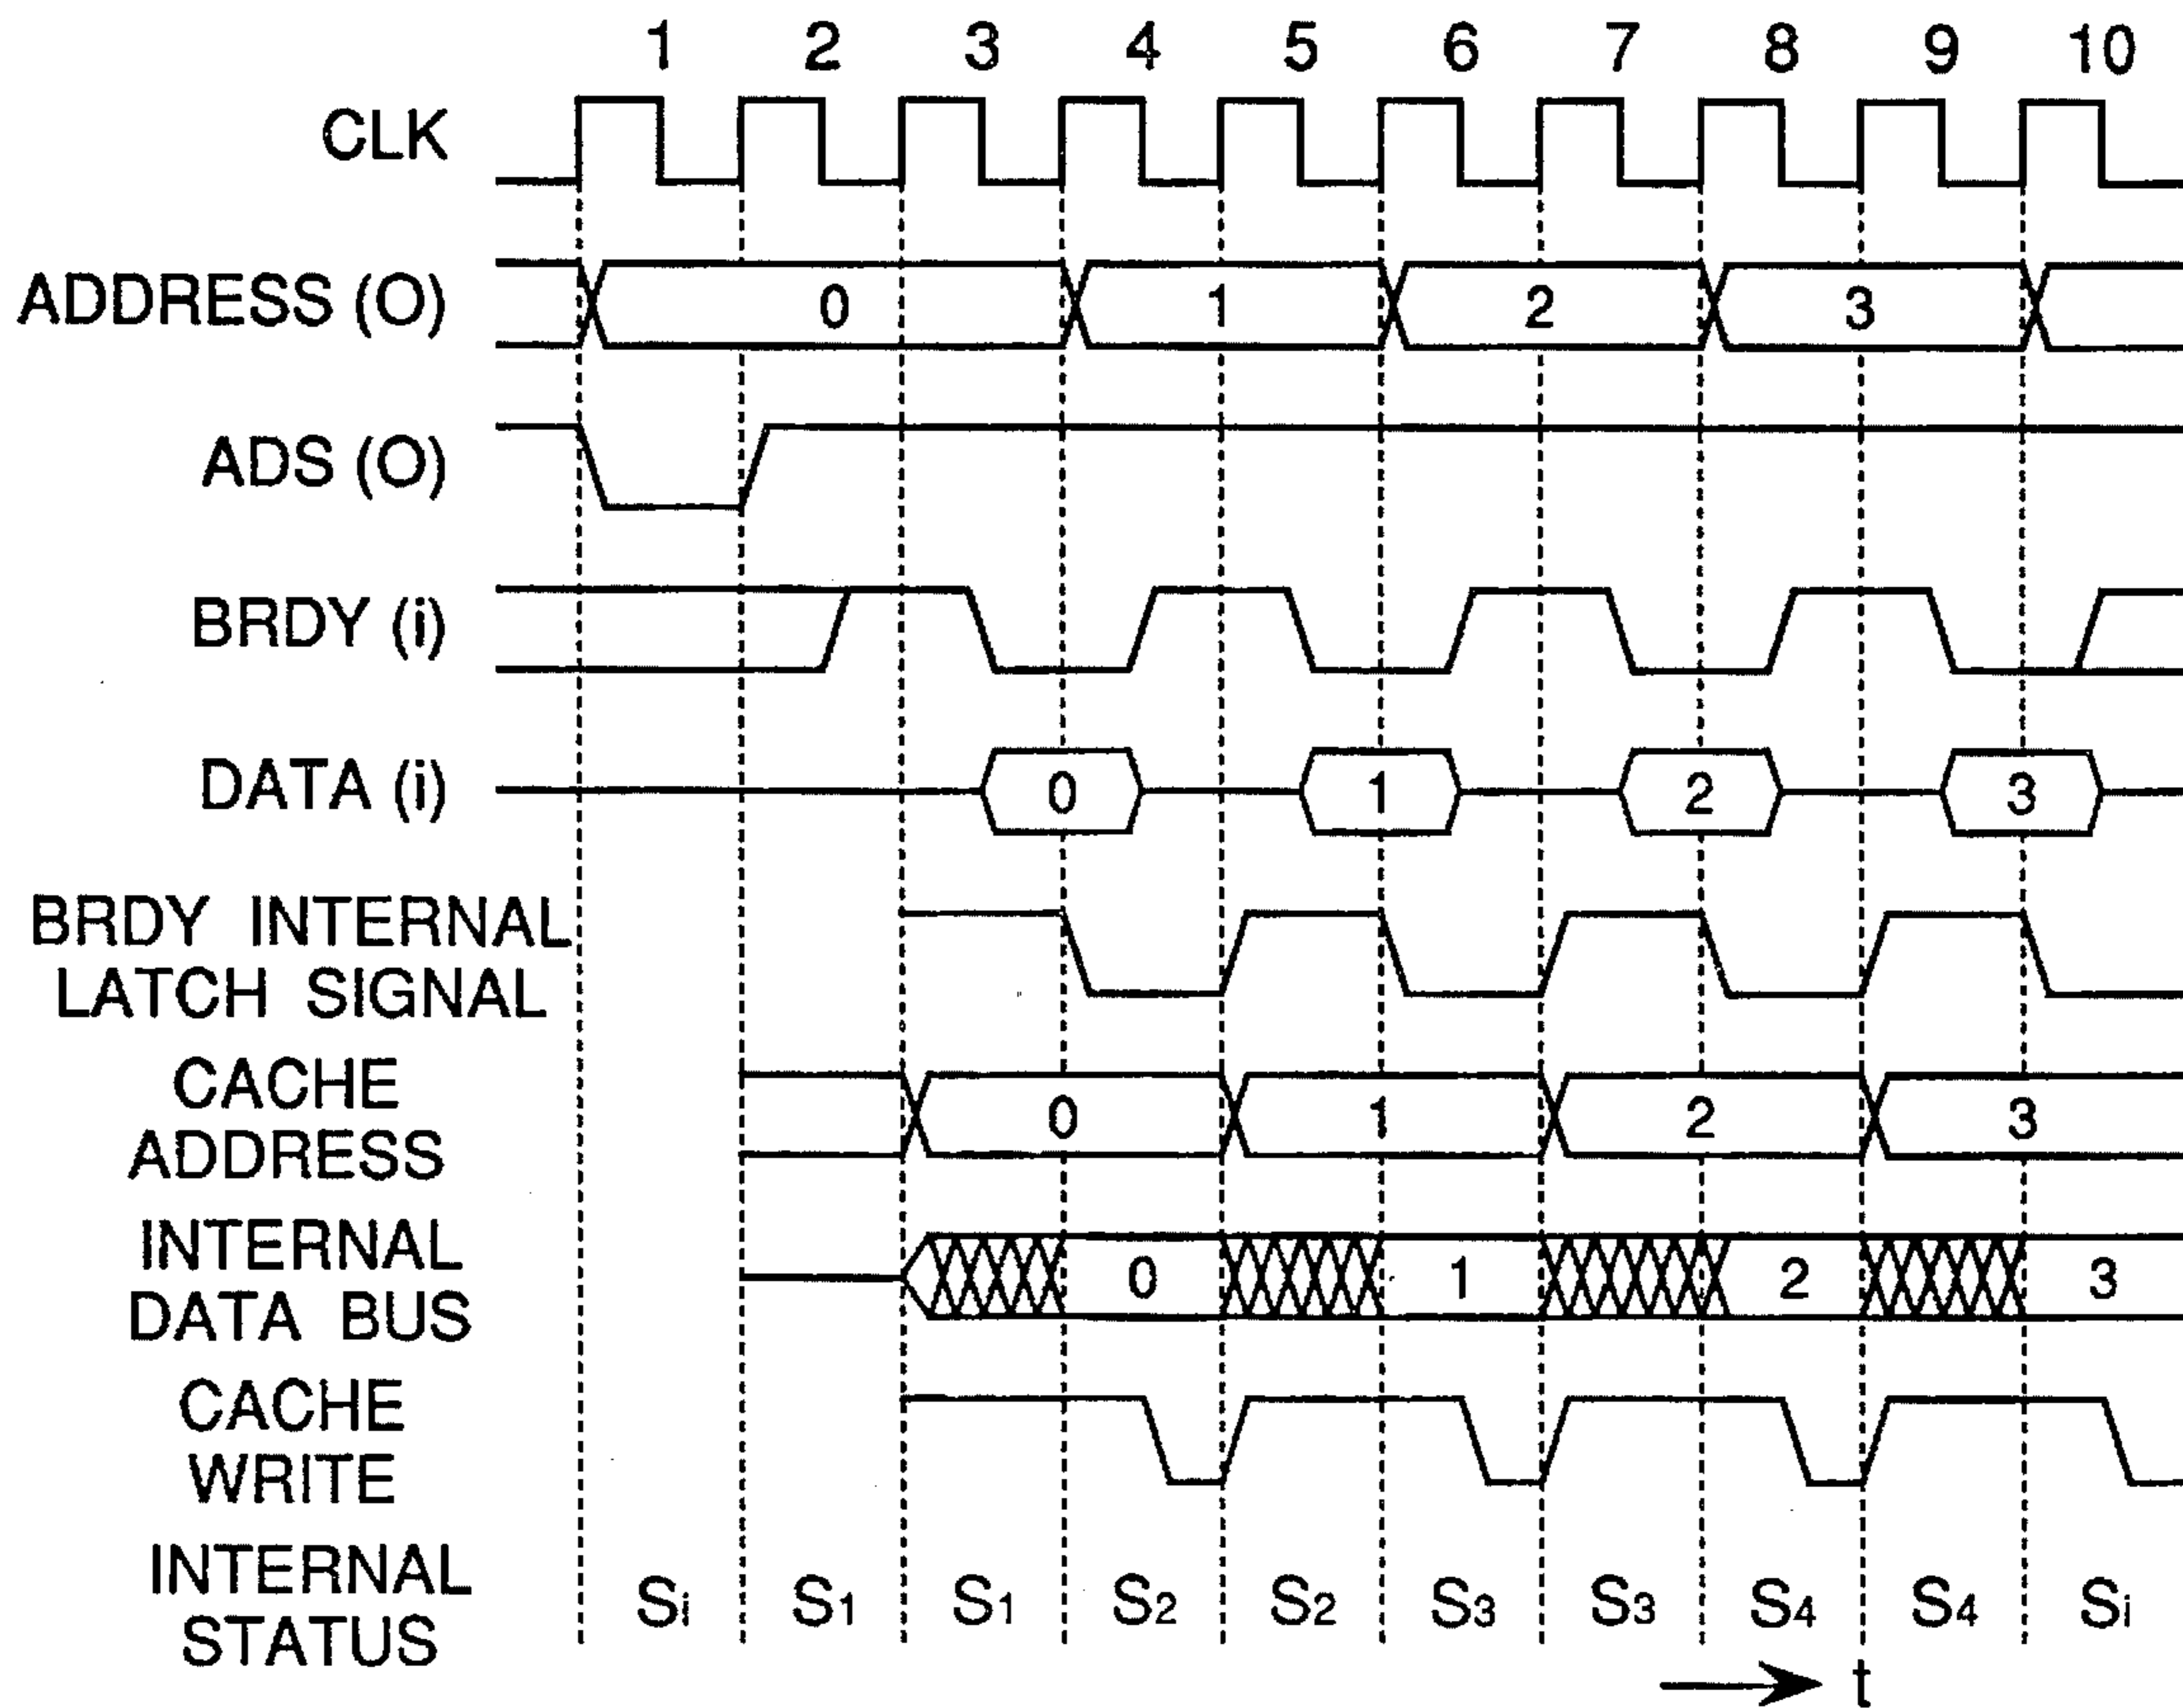 1 2 3 4 5 6 7 8 9 10
CLK
ADDRESS (O) 0 1 2 3
ADS (O)
BRDY (i)
DATA (i) 0 1 2 3
BRDY INTERNAL
LATCH SIGNAL
CACHE
ADDRESS
0 1 2 3
INTERNAL
DATA BUS
0 1 2 3
CACHE
WRITE
INTERNAL
STATUS
Si S1 S1 S2 S2 S3 S3 S4 S4 Si
t